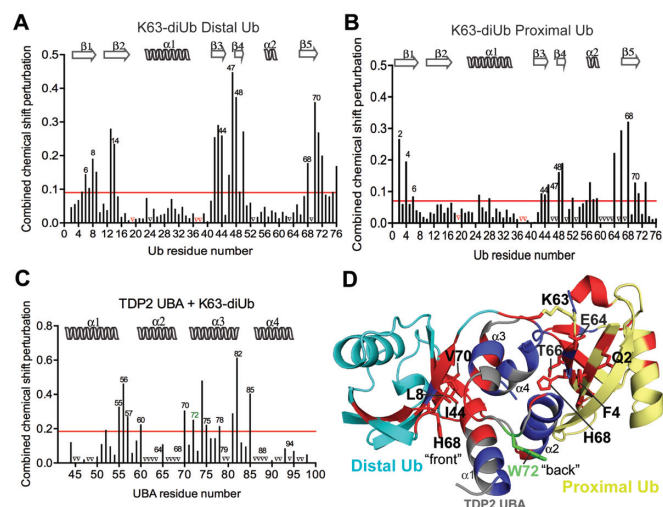 A
K63-diUb Distal Ub
β1 β2 α1 β3 β4 α2 β5
Combined chemical shift perturbation
0.5
0.4
0.3
0.2
0.1
0.0
6 8 14 44 47 48 68 70
0 4 8 12 16 20 24 28 32 36 40 44 48 52 56 60 64 68 72 76
Ub residue number
B
K63-diUb Proximal Ub
β1 β2 α1 β3 β4 α2 β5
Combined chemical shift perturbation
0.5
0.4
0.3
0.2
0.1
0.0
2 4 6 44 47 48 68 70
0 4 8 12 16 20 24 28 32 36 40 44 48 52 56 60 64 68 72 76
Ub residue number
C
TDP2 UBA + K63-diUb
α1 α2 α3 α4
Combined chemical shift perturbation
0.8
0.6
0.4
0.2
0.0
55 56 57 60 64 68 70 72 75 78 79 82 85 88 94
45 50 55 60 65 70 75 80 85 90 95 100
UBA residue number
D
K63
E64
α3
V70
T66
Q2
L8
α4
I44
F4
H68
H68
"front"
α2
W72 "back"
α1
Distal Ub
Proximal Ub
TDP2 UBA